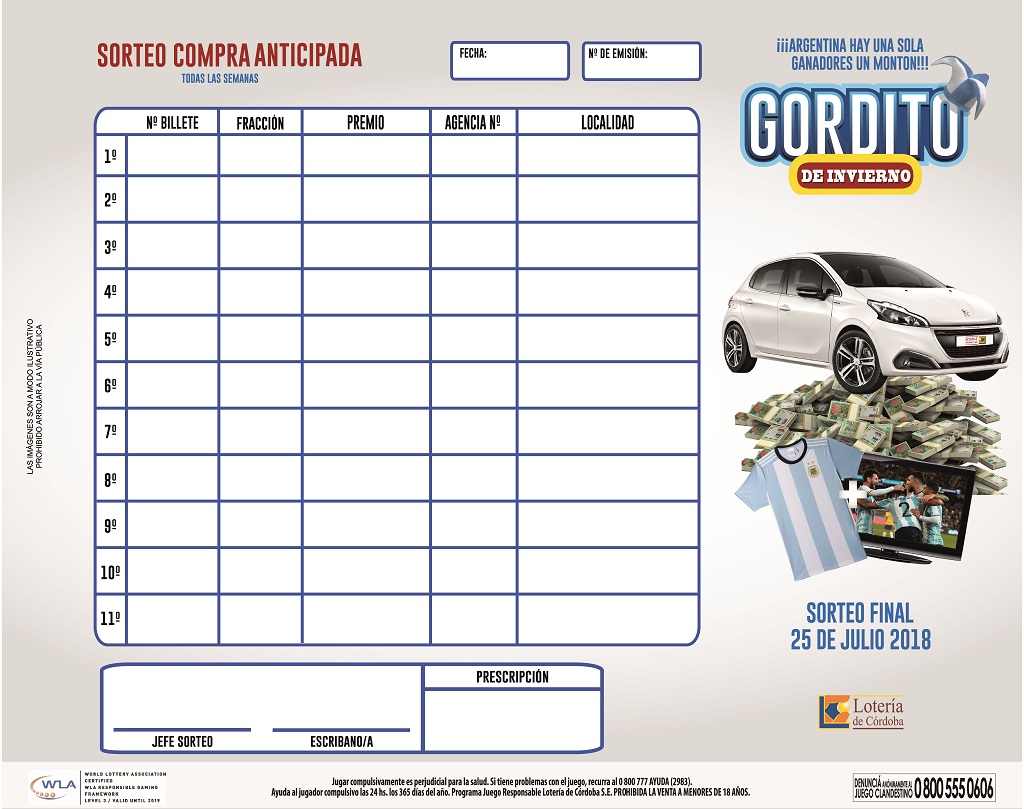 SORTEO COMPRA ANTICIPADA
TODAS LAS SEMANAS
FECHA:
Nº DE EMISIÓN:
¡¡¡ARGENTINA HAY UNA SOLA
GANADORES UN MONTON!!!
GORDITO
DE INVIERNO
Nº BILLETE FRACCIÓN PREMIO AGENCIA Nº LOCALIDAD
1º
2º
3º
4º
5º
6º
7º
8º
9º
10º
11º
LAS IMÁGENES SON A MODO ILUSTRATIVO
PROHIBIDO ARROJAR A LA VÍA PÚBLICA
2
SORTEO FINAL
25 DE JULIO 2018
PRESCRIPCIÓN
JEFE SORTEO
ESCRIBANO/A
Lotería
de Córdoba
WLA
WORLD LOTTERY ASSOCIATION
CERTIFIED
WLA RESPONSIBLE GAMING
FRAMEWORK
LEVEL 3 / VALID UNTIL 2019
Jugar compulsivamente es perjudicial para la salud. Si tiene problemas con el juego, recurra al 0 800 777 AYUDA (2983).
Ayuda al jugador compulsivo las 24 hs. los 365 días del año. Programa Juego Responsable Lotería de Córdoba S.E. PROHIBIDA LA VENTA A MENORES DE 18 AÑOS.
DENUNCIÁ ANÓNIMAMENTE AL
JUEGO CLANDESTINO
0 800 555 0606